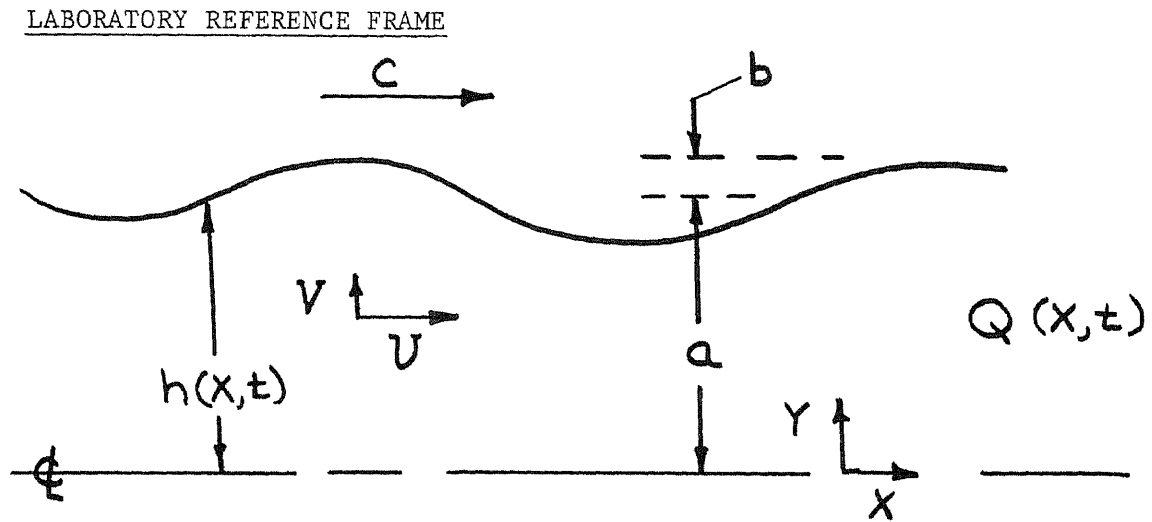 LABORATORY REFERENCE FRAME
C
b
V
U
Q (X,t)
a
h(X,t)
Y
℄
X